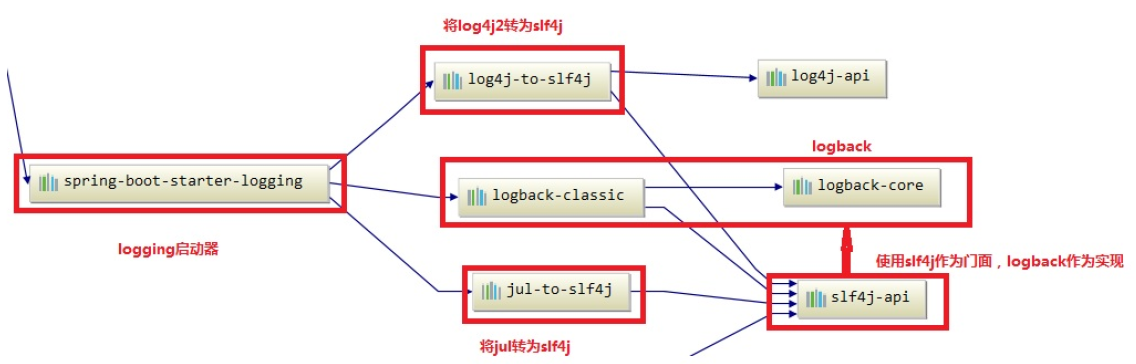 将log4j2转为slf4j
log4j-to-slf4j
log4j-api
logback
spring-boot-starter-logging
logback-classic
logback-core
logging启动器
使用slf4j作为门面，logback作为实现
jul-to-slf4j
slf4j-api
将jul转为slf4j